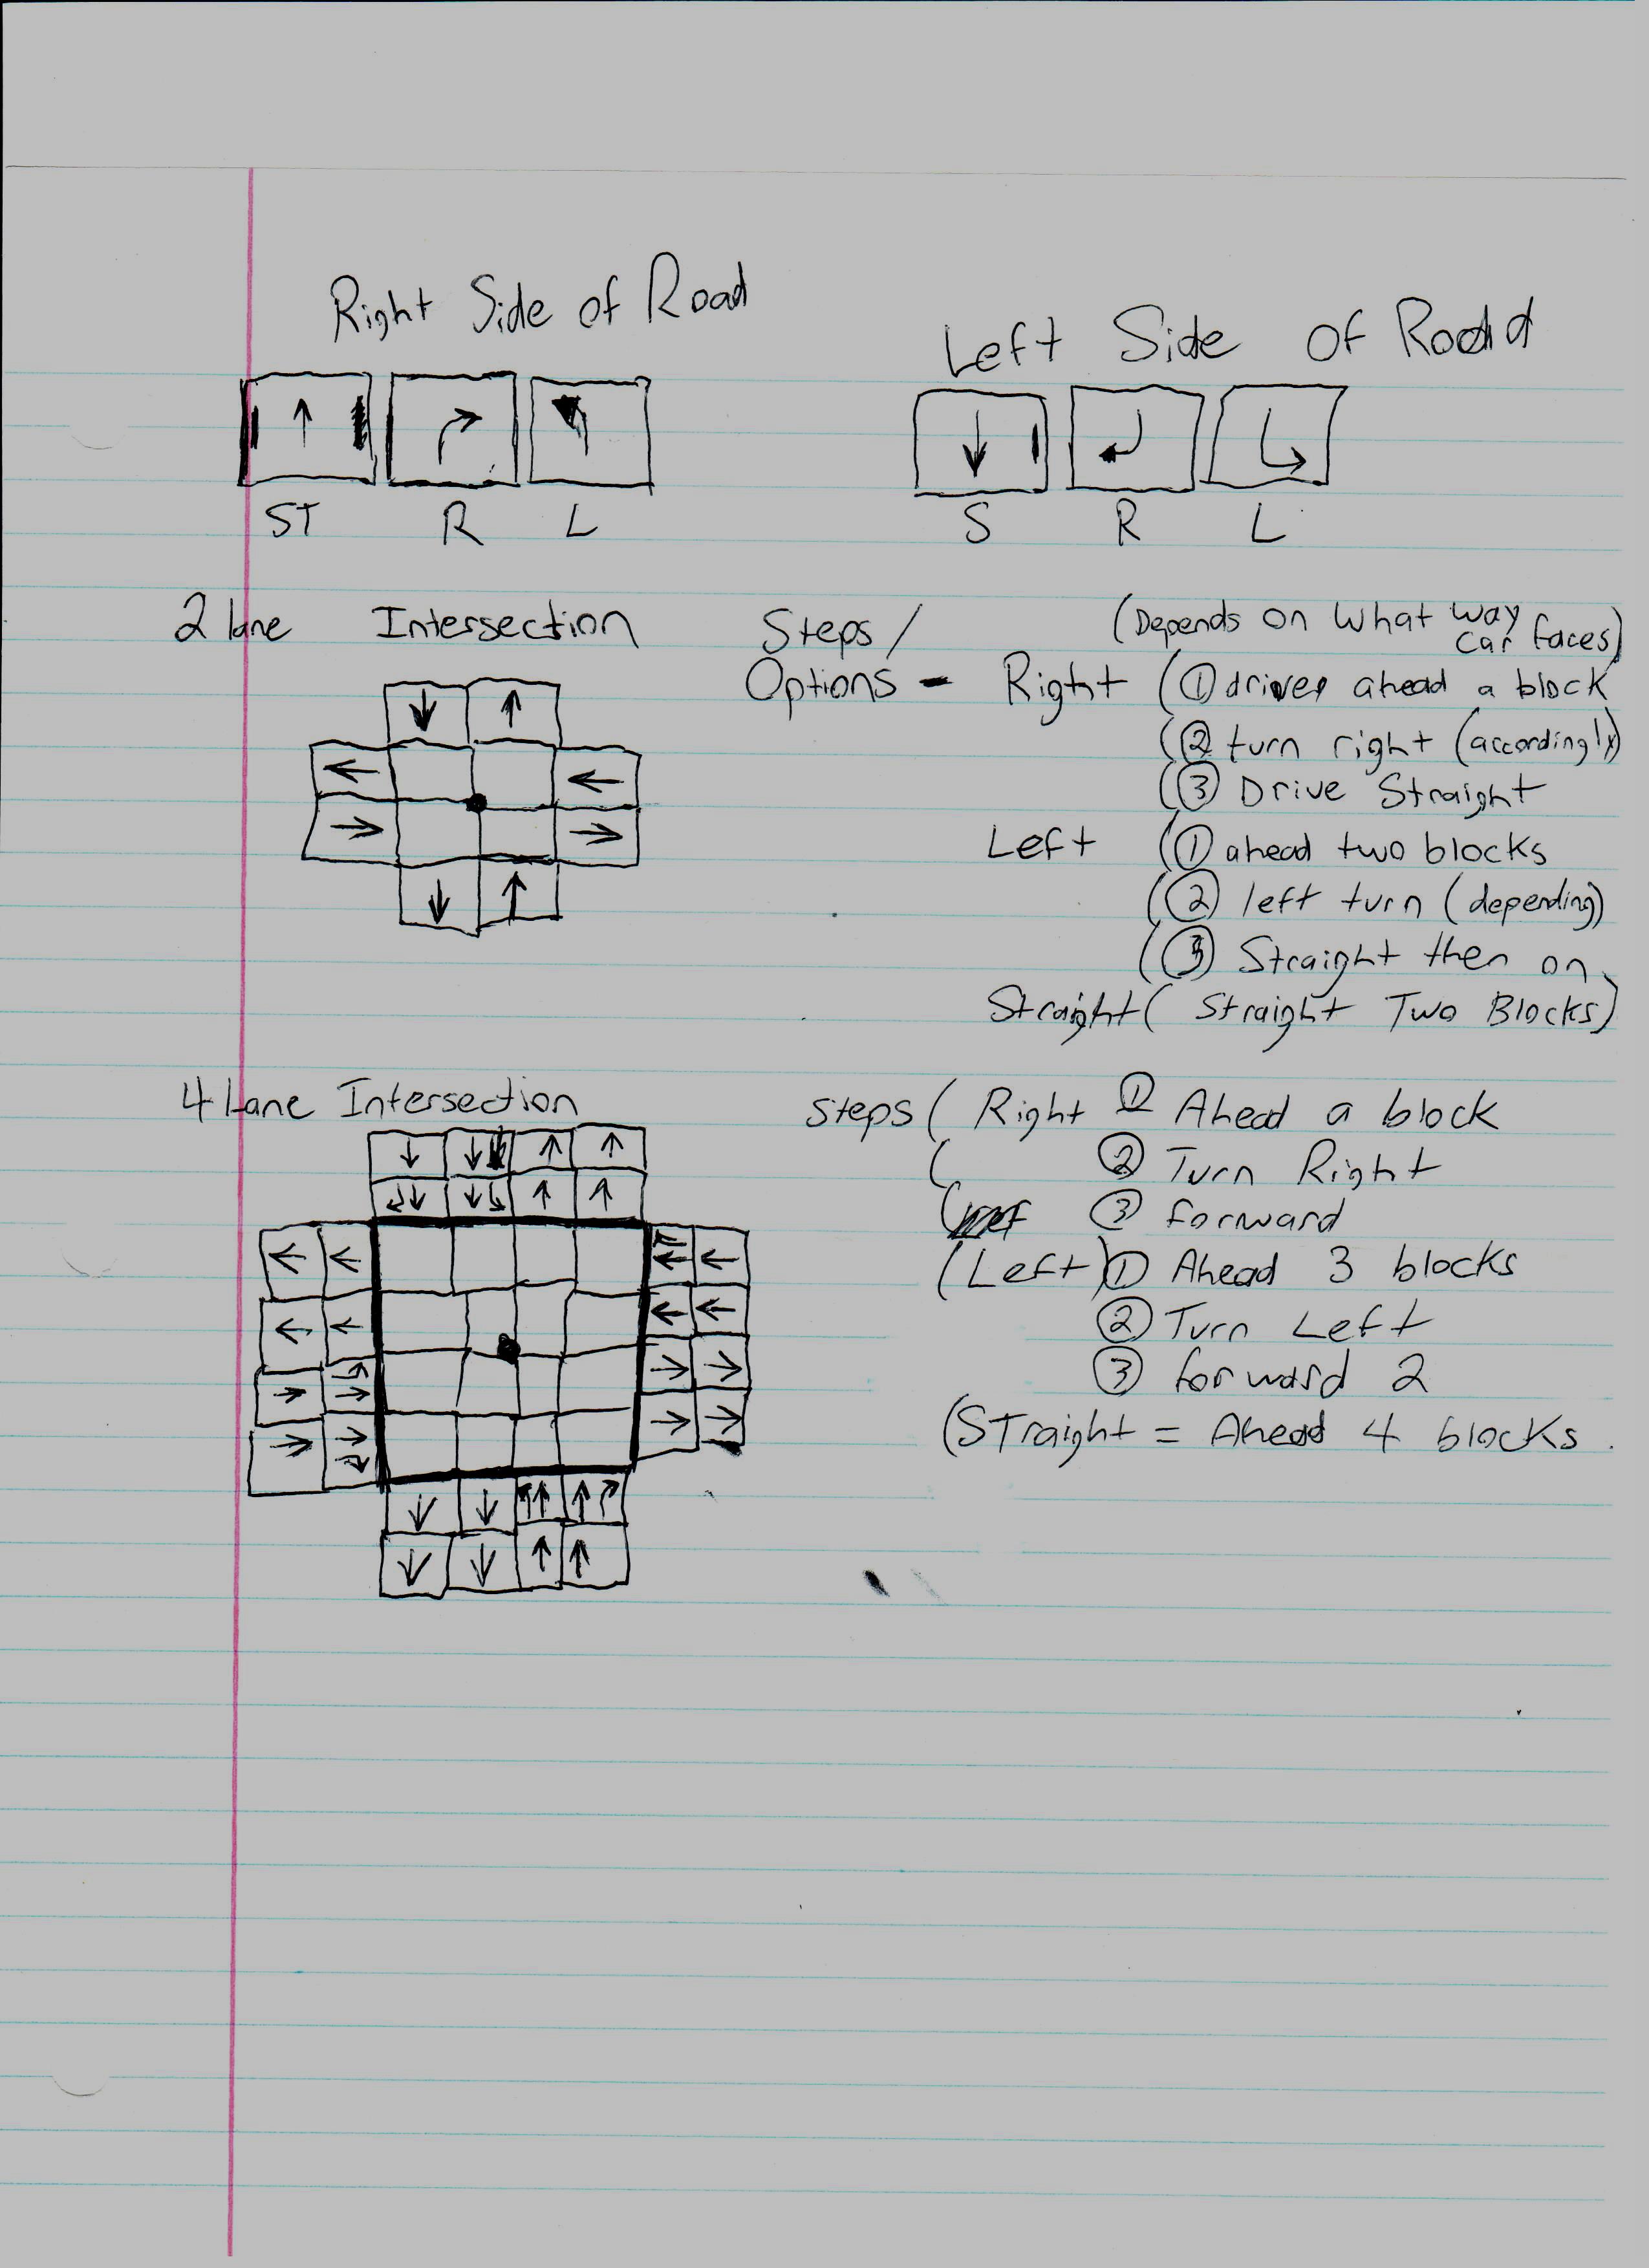 Right Side of Road
Left Side of Road
ST R L
S R L
2 lane Intersection
Steps/ (Depends on What way
car faces)
Options - Right (① drives ahead a block
(② turn right (accordingly)
(③ Drive Straight
Left (① ahead two blocks
(② left turn (depending)
(③ Straight then on
Straight ( Straight Two Blocks)
4 Lane Intersection
Steps ( Right ① Ahead a block
( ② Turn Right
( ③ forward
(Left) ① Ahead 3 blocks
② Turn Left
③ forward 2
(STraight = Ahead 4 blocks.